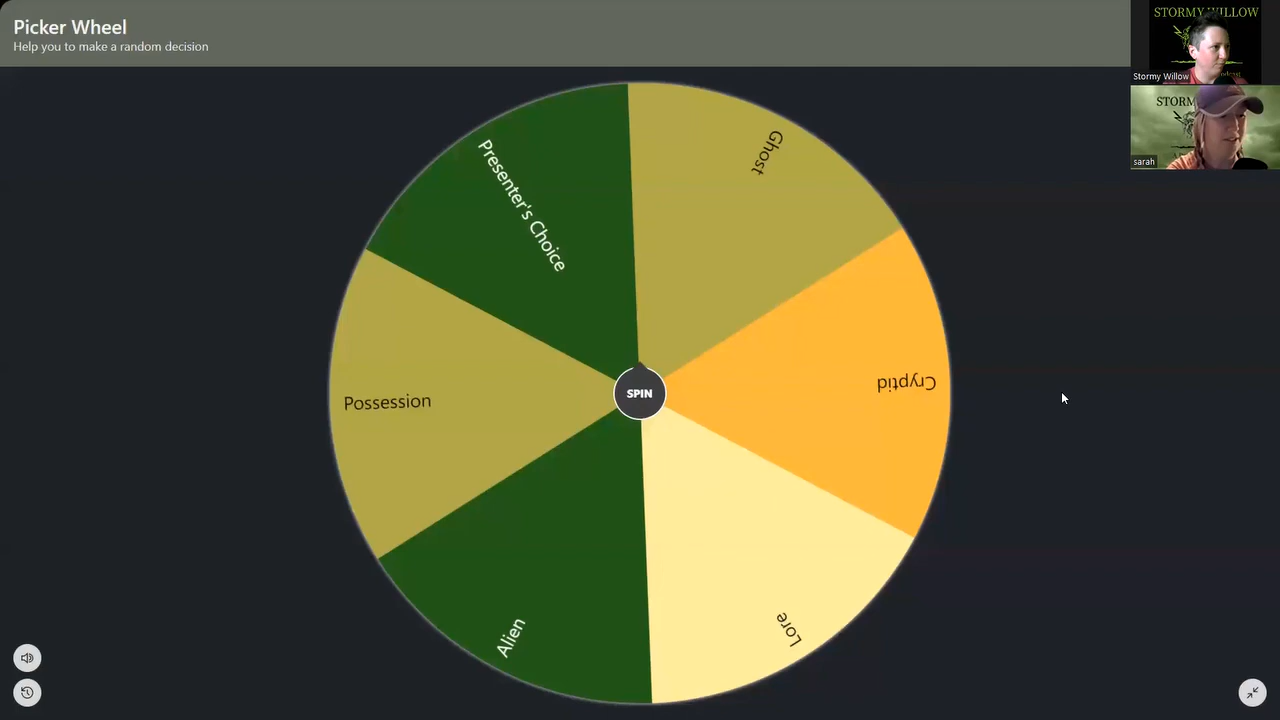 Picker Wheel
Help you to make a random decision
STORMY WILLOW
Stormy Willow
STORM
sarah
Ghost
Presenter's Choice
Cryptid
SPIN
Possession
Lore
Alien